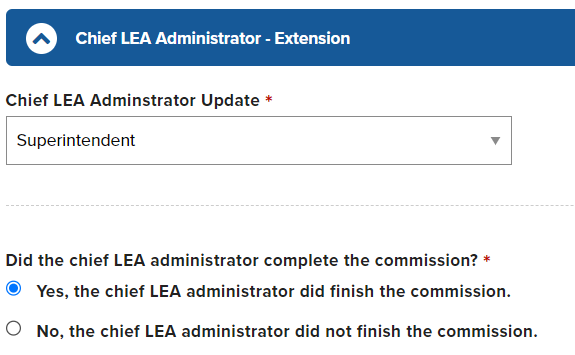 Chief LEA Administrator - Extension
Chief LEA Adminstrator Update *
Superintendent
Did the chief LEA administrator complete the commission? *
Yes, the chief LEA administrator did finish the commission.
No, the chief LEA administrator did not finish the commission.